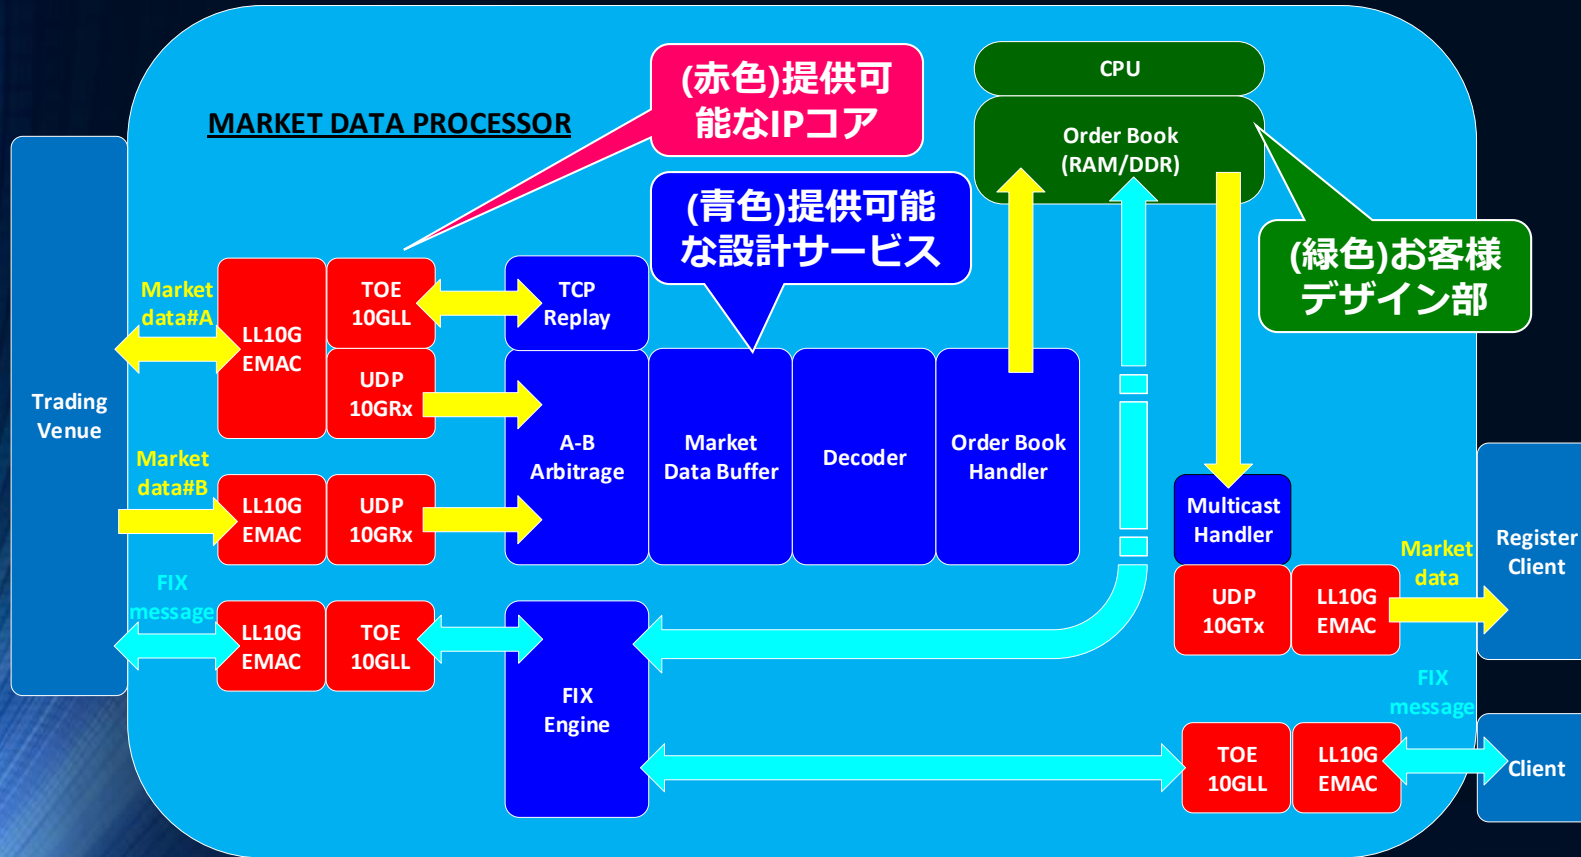 MARKET DATA PROCESSOR
(赤色)提供可
能なIPコア
(青色)提供可能
な設計サービス
CPU
Order Book
(RAM/DDR)
(緑色)お客様
デザイン部
Trading
Venue
Market
data#A
LL10G
EMAC
TOE
10GLL
UDP
10GRx
TCP
Replay
Market
data#B
LL10G
EMAC
UDP
10GRx
A-B
Arbitrage
Market
Data Buffer
Decoder
Order Book
Handler
FIX
message
LL10G
EMAC
TOE
10GLL
FIX
Engine
Multicast
Handler
UDP
10GTx
LL10G
EMAC
Market
data
Register
Client
TOE
10GLL
LL10G
EMAC
FIX
message
Client